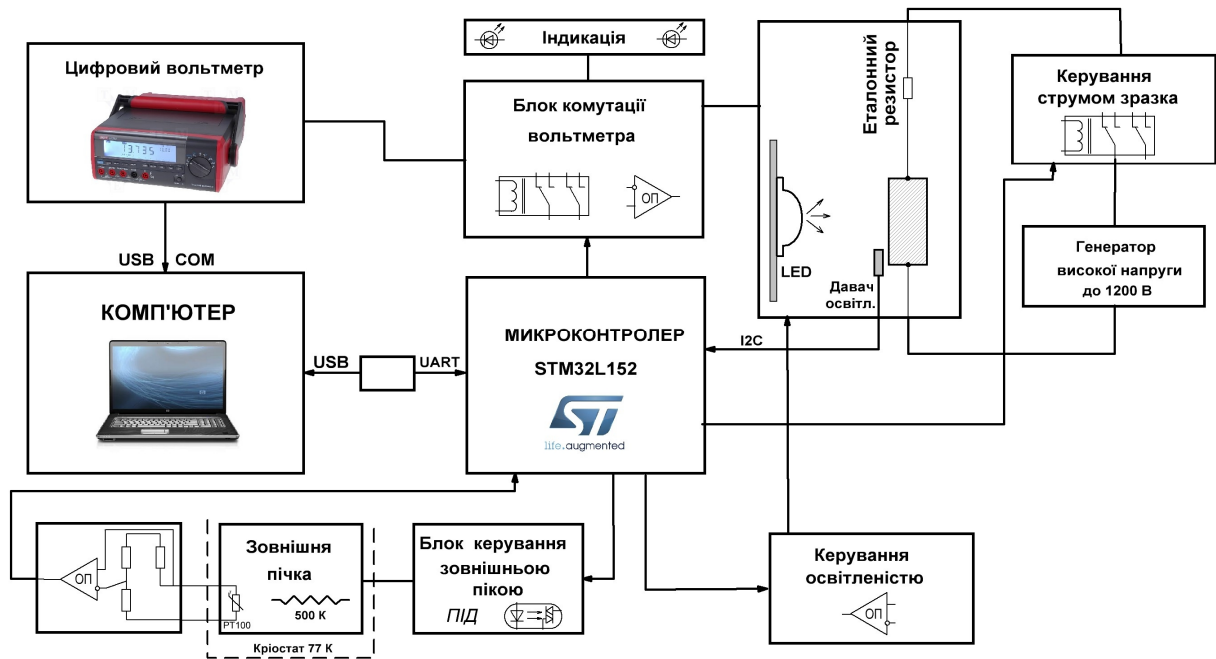 Індикація
Цифровий вольтметр
Блок комутації
вольтметра
ОП
Еталонний
резистор
LED
Давач
освітл.
Керування
струмом зразка
Генератор
високої напруги
до 1200 В
USB COM
КОМП'ЮТЕР
USB
UART
МИКРОКОНТРОЛЕР
STM32L152
life.augmented
I2C
ОП
PT100
Зовнішня
пічка
500 К
Кріостат 77 К
Блок керування
зовнішньою
пікою
ПІД
Керування
освітленістю
ОП